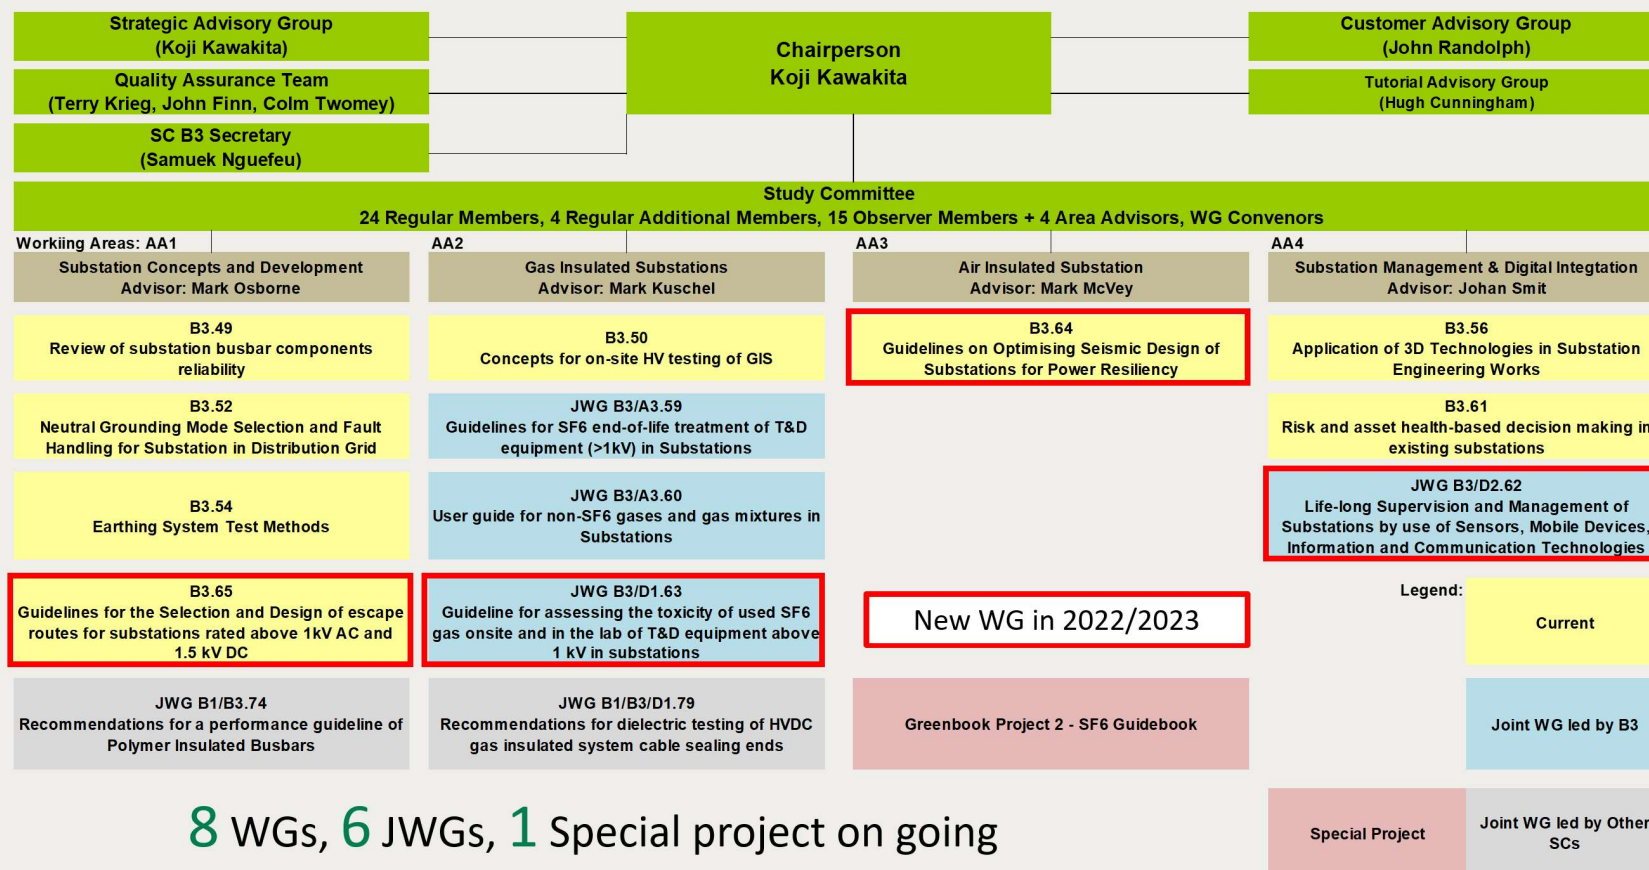 Strategic Advisory Group
(Koji Kawakita)
Quality Assurance Team
(Terry Krieg, John Finn, Colm Twomey)
SC B3 Secretary
(Samuek Nguefeu)
Chairperson
Koji Kawakita
Customer Advisory Group
(John Randolph)
Tutorial Advisory Group
(Hugh Cunningham)
Study Committee
24 Regular Members, 4 Regular Additional Members, 15 Observer Members + 4 Area Advisors, WG Convenors
Workiing Areas: AA1
Substation Concepts and Development
Advisor: Mark Osborne
B3.49
Review of substation busbar components
reliability
B3.52
Neutral Grounding Mode Selection and Fault
Handling for Substation in Distribution Grid
B3.54
Earthing System Test Methods
B3.65
Guidelines for the Selection and Design of escape
routes for substations rated above 1kV AC and
1.5 kV DC
JWG B1/B3.74
Recommendations for a performance guideline of
Polymer Insulated Busbars
AA2
Gas Insulated Substations
Advisor: Mark Kuschel
B3.50
Concepts for on-site HV testing of GIS
JWG B3/A3.59
Guidelines for SF6 end-of-life treatment of T&D
equipment (>1kV) in Substations
JWG B3/A3.60
User guide for non-SF6 gases and gas mixtures in
Substations
JWG B3/D1.63
Guideline for assessing the toxicity of used SF6
gas onsite and in the lab of T&D equipment above
1 kV in substations
JWG B1/B3/D1.79
Recommendations for dielectric testing of HVDC
gas insulated system cable sealing ends
AA3
Air Insulated Substation
Advisor: Mark McVey
B3.64
Guidelines on Optimising Seismic Design of
Substations for Power Resiliency
New WG in 2022/2023
Greenbook Project 2 - SF6 Guidebook
AA4
Substation Management & Digital Integtation
Advisor: Johan Smit
B3.56
Application of 3D Technologies in Substation
Engineering Works
B3.61
Risk and asset health-based decision making in
existing substations
JWG B3/D2.62
Life-long Supervision and Management of
Substations by use of Sensors, Mobile Devices,
Information and Communication Technologies
Legend:
Current
Joint WG led by B3
Special Project
Joint WG led by Other
SCs
8 WGs, 6 JWGs, 1 Special project on going